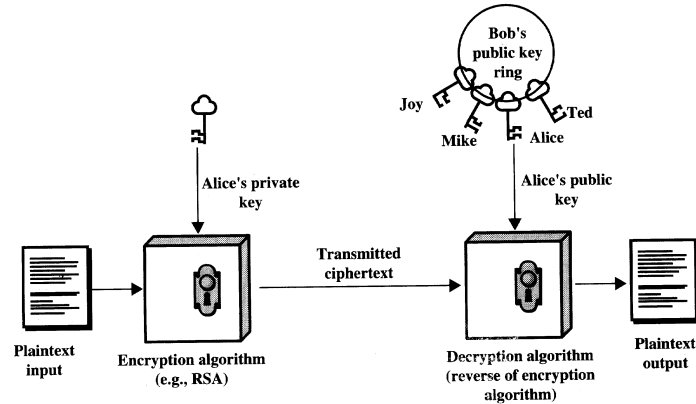 Bob's
public key
ring
Joy
Mike
Alice
Ted
Alice's private
key
Alice's public
key
Transmitted
ciphertext
Plaintext
input
Encryption algorithm
(e.g., RSA)
Decryption algorithm
(reverse of encryption
algorithm)
Plaintext
output